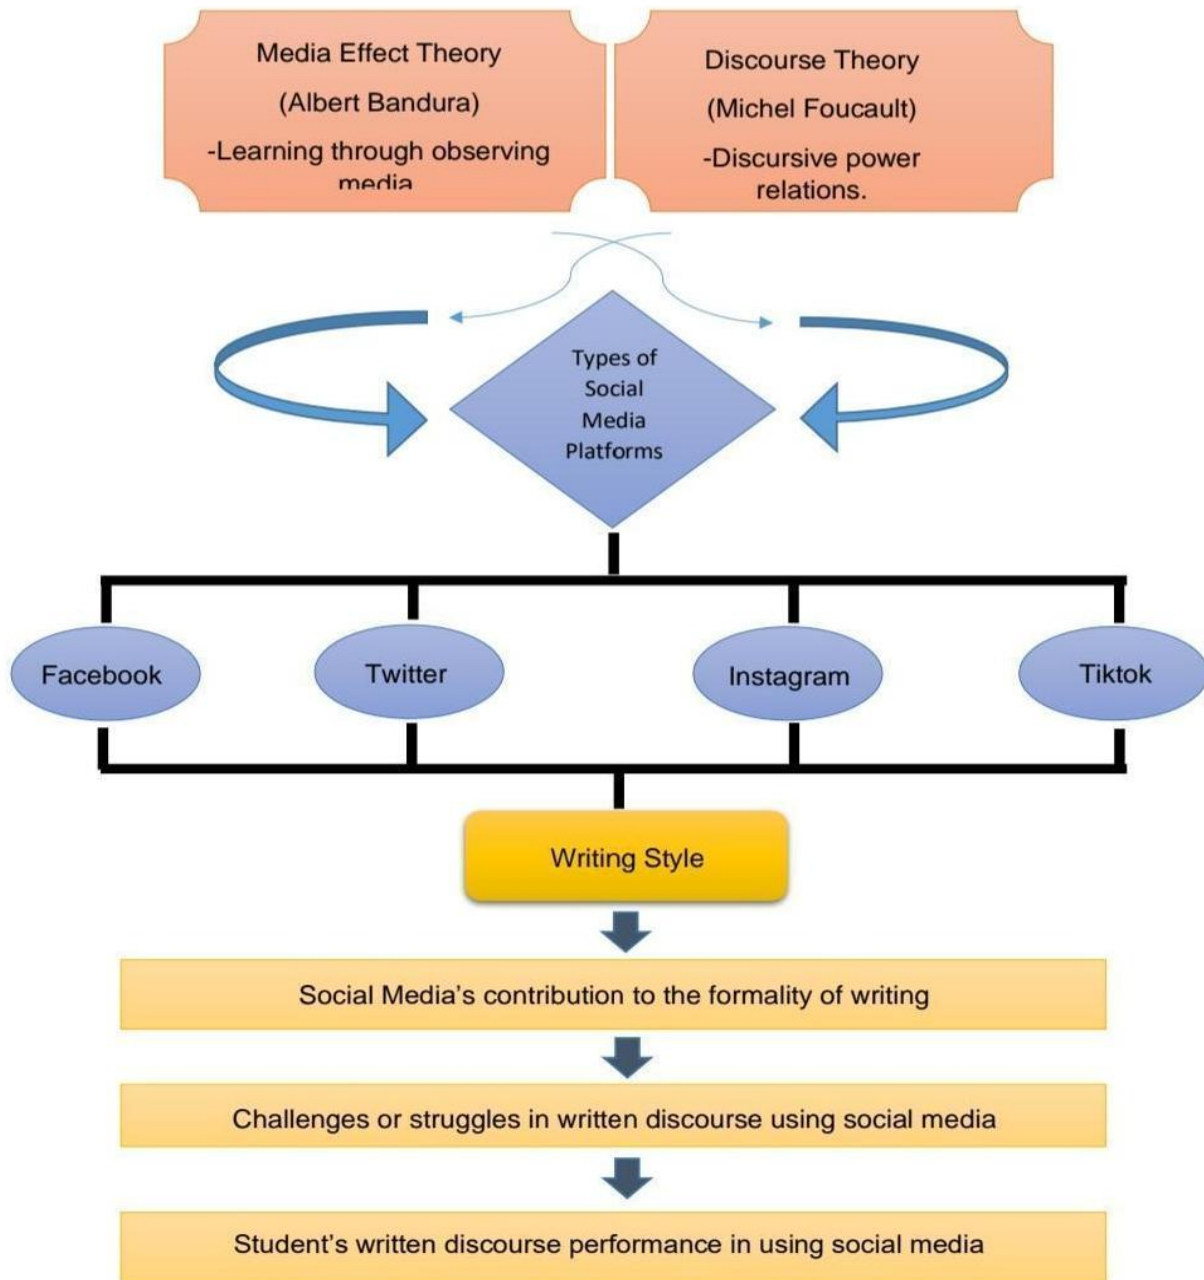 Media Effect Theory
(Albert Bandura)
-Learning through observing
media
Discourse Theory
(Michel Foucault)
-Discursive power
relations.
Types of
Social
Media
Platforms
Facebook
Twitter
Instagram
Tiktok
Writing Style
Social Media’s contribution to the formality of writing
Challenges or struggles in written discourse using social media
Student’s written discourse performance in using social media